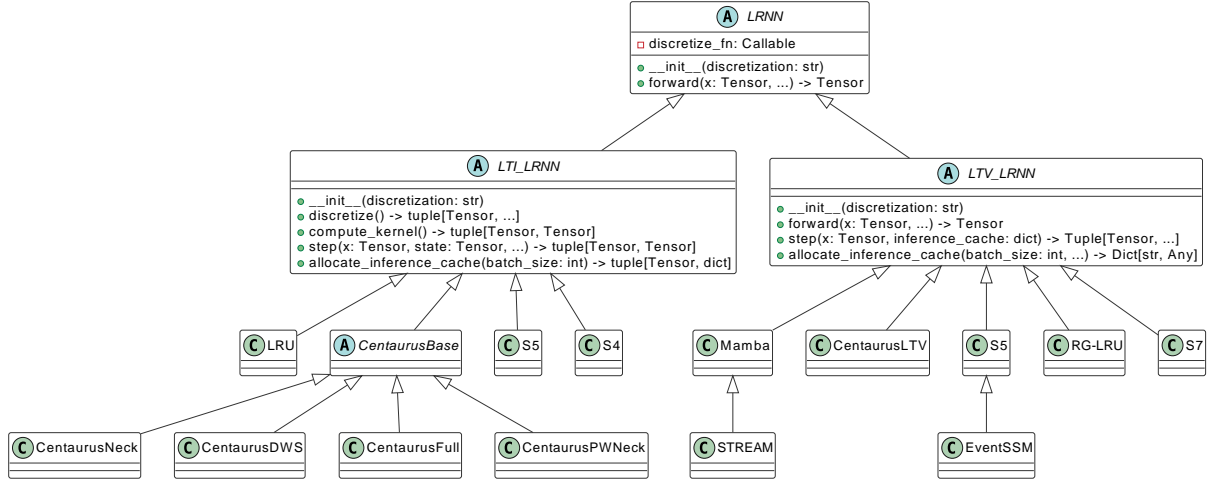 A LRNN
discretize_fn: Callable
__init__(discretization: str)
forward(x: Tensor, ...) -> Tensor
A LTI_LRNN
__init__(discretization: str)
discretize() -> tuple[Tensor, ...]
compute_kernel() -> tuple[Tensor, Tensor]
step(x: Tensor, state: Tensor, ...) -> tuple[Tensor, Tensor]
allocate_inference_cache(batch_size: int) -> tuple[Tensor, dict]
A LTV_LRNN
__init__(discretization: str)
forward(x: Tensor, ...) -> Tensor
step(x: Tensor, inference_cache: dict) -> Tuple[Tensor, ...]
allocate_inference_cache(batch_size: int, ...) -> Dict[str, Any]
C LRU
A CentaurusBase
C S5
C S4
C Mamba
C CentaurusLTV
C S5
C RG-LRU
C S7
C CentaurusNeck
C CentaurusDWS
C CentaurusFull
C CentaurusPWNeck
C STREAM
C EventSSM